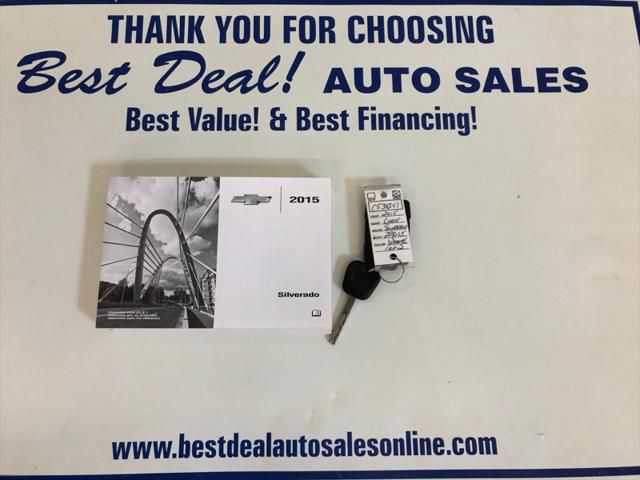 THANK YOU FOR CHOOSING
Best Deal! AUTO SALES
Best Value! & Best Financing!
2015
Silverado
www.bestdealautosalesonline.com